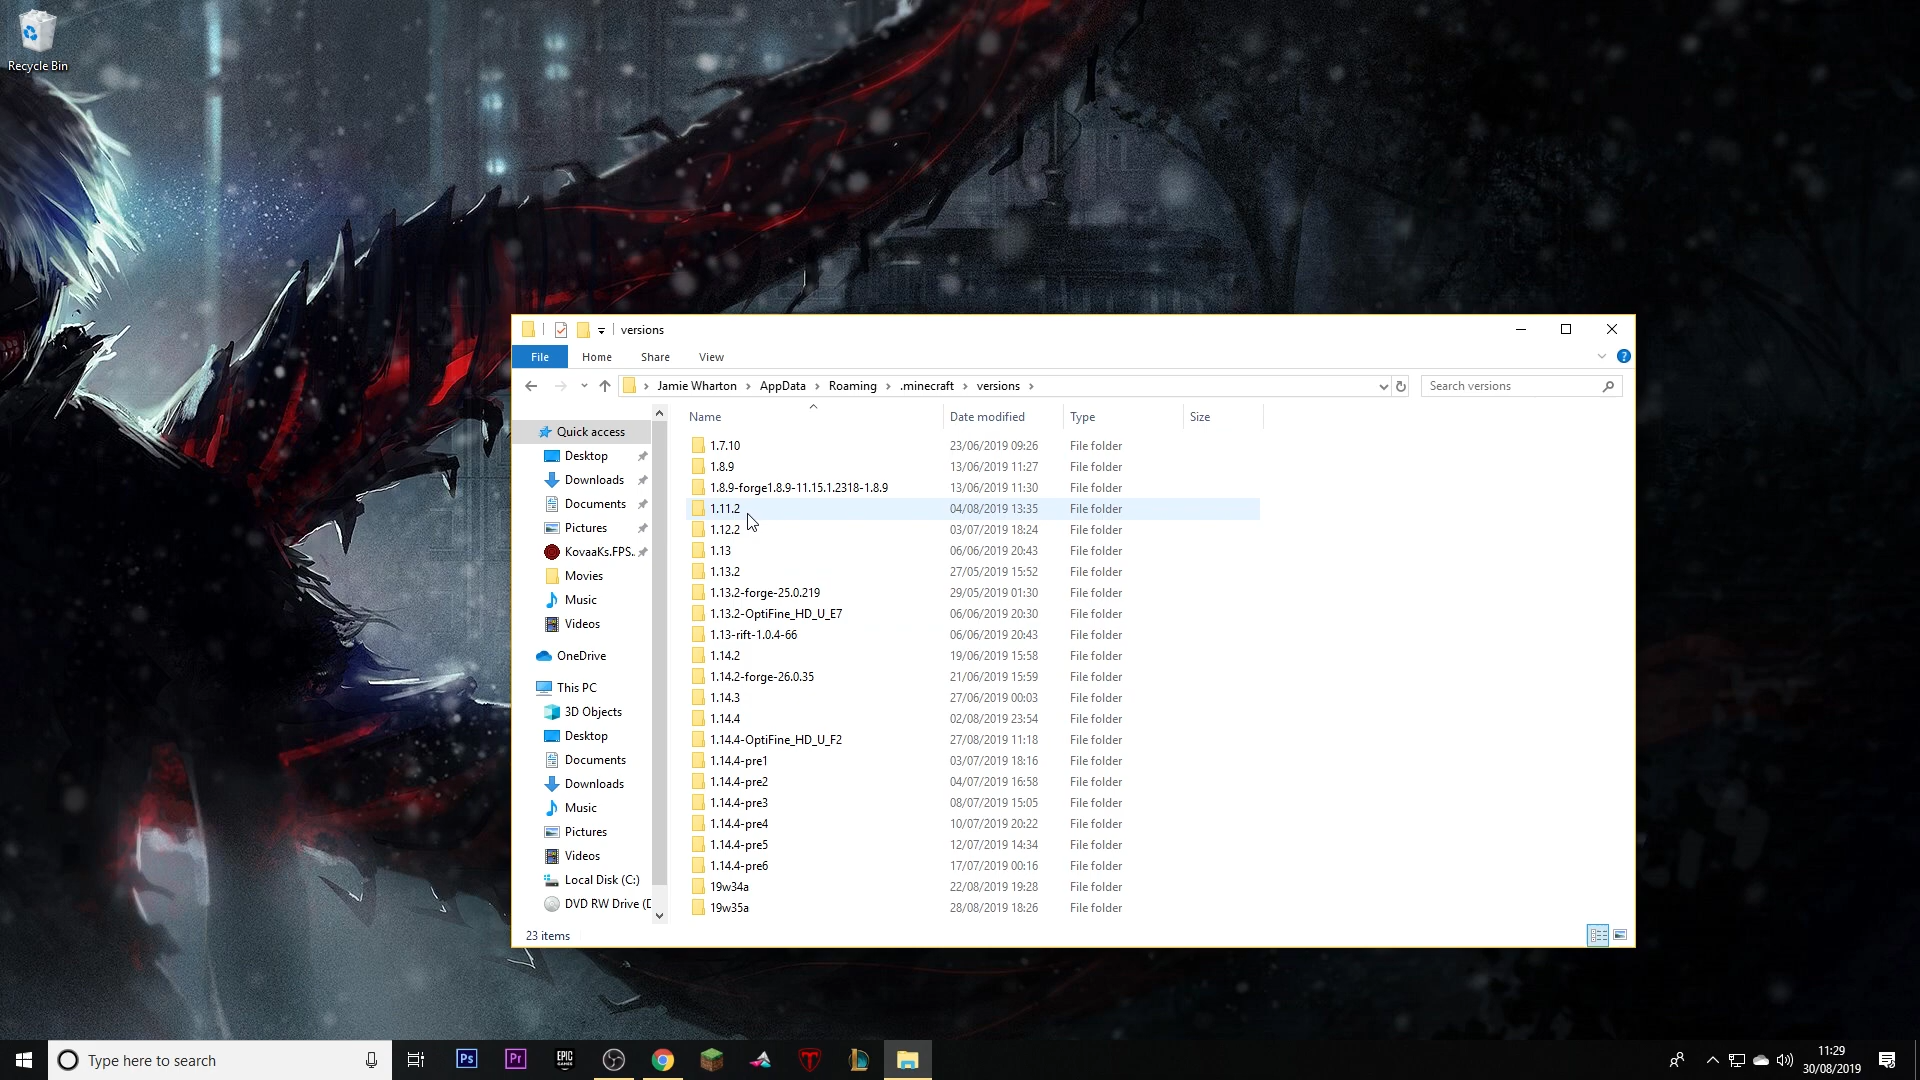 Recycle Bin
versions
File Home Share View
Jamie Wharton AppData Roaming .minecraft versions
Search versions
Name Date modified Type Size
Quick access
Desktop
Downloads
Documents
Pictures
KovaaKs.FPS..
Movies
Music
Videos
OneDrive
This PC
3D Objects
Desktop
Documents
Downloads
Music
Pictures
Videos
Local Disk (C:)
DVD RW Drive (D
1.7.10 23/06/2019 09:26 File folder
1.8.9 13/06/2019 11:27 File folder
1.8.9-forge1.8.9-11.15.1.2318-1.8.9 13/06/2019 11:30 File folder
1.11.2 04/08/2019 13:35 File folder
1.12.2 03/07/2019 18:24 File folder
1.13 06/06/2019 20:43 File folder
1.13.2 27/05/2019 15:52 File folder
1.13.2-forge-25.0.219 29/05/2019 01:30 File folder
1.13.2-OptiFine_HD_U_E7 06/06/2019 20:30 File folder
1.13-rift-1.0.4-66 06/06/2019 20:43 File folder
1.14.2 19/06/2019 15:58 File folder
1.14.2-forge-26.0.35 21/06/2019 15:59 File folder
1.14.3 27/06/2019 00:03 File folder
1.14.4 02/08/2019 23:54 File folder
1.14.4-OptiFine_HD_U_F2 27/08/2019 11:18 File folder
1.14.4-pre1 03/07/2019 18:16 File folder
1.14.4-pre2 04/07/2019 16:58 File folder
1.14.4-pre3 08/07/2019 15:05 File folder
1.14.4-pre4 10/07/2019 20:22 File folder
1.14.4-pre5 12/07/2019 14:34 File folder
1.14.4-pre6 17/07/2019 00:16 File folder
19w34a 22/08/2019 19:28 File folder
19w35a 28/08/2019 18:26 File folder
23 items
Type here to search
Ps
Pr
EPIC
GAMES
11:29
30/08/2019